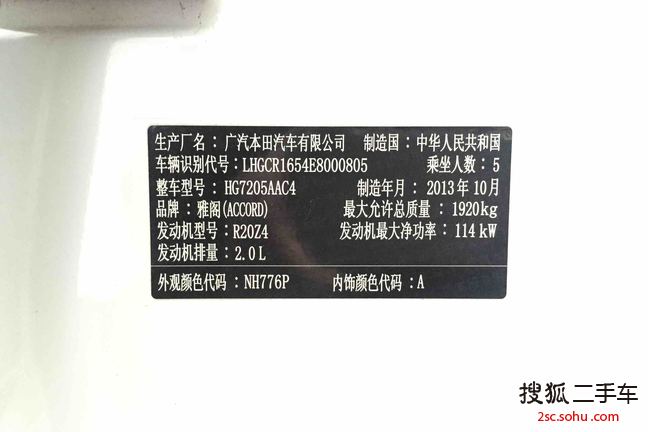 生产厂名：广汽本田汽车有限公司 制造国：中华人民共和国
车辆识别代号：LHGCR1654E8000805 乘坐人数：5
整车型号：HG7205AAC4 制造年月：2013年10月
品牌：雅阁(ACCORD) 最大允许总质量：1920kg
发动机型号：R20Z4 发动机最大净功率：114kW
发动机排量：2.0L
外观颜色代码：NH776P 内饰颜色代码：A
搜狐二手车
2sc.sohu.com